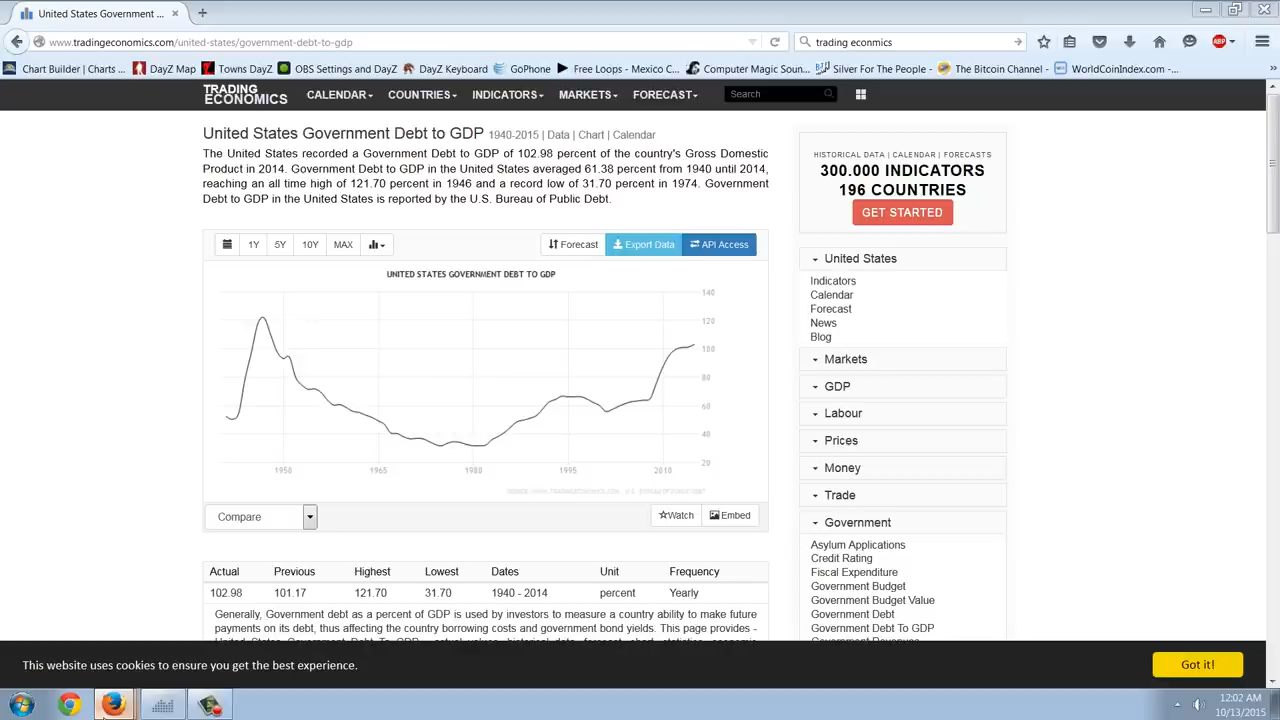 United States Government ...
www.tradingeconomics.com/united-states/government-debt-to-gdp
trading econmics
ABP
Chart Builder | Charts ...
DayZ Map
Towns DayZ
OBS Settings and DayZ
DayZ Keyboard
GoPhone
Free Loops - Mexico C...
Computer Magic Soun...
Silver For The People -
The Bitcoin Channel -
WorldCoinIndex.com -...
TRADING
ECONOMICS
CALENDAR
COUNTRIES
INDICATORS
MARKETS
FORECAST
Search
United States Government Debt to GDP 1940-2015 | Data | Chart | Calendar
The United States recorded a Government Debt to GDP of 102.98 percent of the country's Gross Domestic
Product in 2014. Government Debt to GDP in the United States averaged 61.38 percent from 1940 until 2014,
reaching an all time high of 121.70 percent in 1946 and a record low of 31.70 percent in 1974. Government
Debt to GDP in the United States is reported by the U.S. Bureau of Public Debt.
1Y 5Y 10Y MAX
Forecast Export Data API Access
UNITED STATES GOVERNMENT DEBT TO GDP
140
120
100
80
60
40
20
1950 1965 1980 1995 2010
Compare
Watch Embed
Actual Previous Highest Lowest Dates Unit Frequency
102.98 101.17 121.70 31.70 1940 - 2014 percent Yearly
Generally, Government debt as a percent of GDP is used by investors to measure a country ability to make future
payments on its debt, thus affecting the country borrowing costs and government bond yields. This page provides -
HISTORICAL DATA | CALENDAR | FORECASTS
300.000 INDICATORS
196 COUNTRIES
GET STARTED
United States
Indicators
Calendar
Forecast
News
Blog
Markets
GDP
Labour
Prices
Money
Trade
Government
Asylum Applications
Credit Rating
Fiscal Expenditure
Government Budget
Government Budget Value
Government Debt
Government Debt To GDP
This website uses cookies to ensure you get the best experience.
Got it!
12:02 AM
10/13/2015